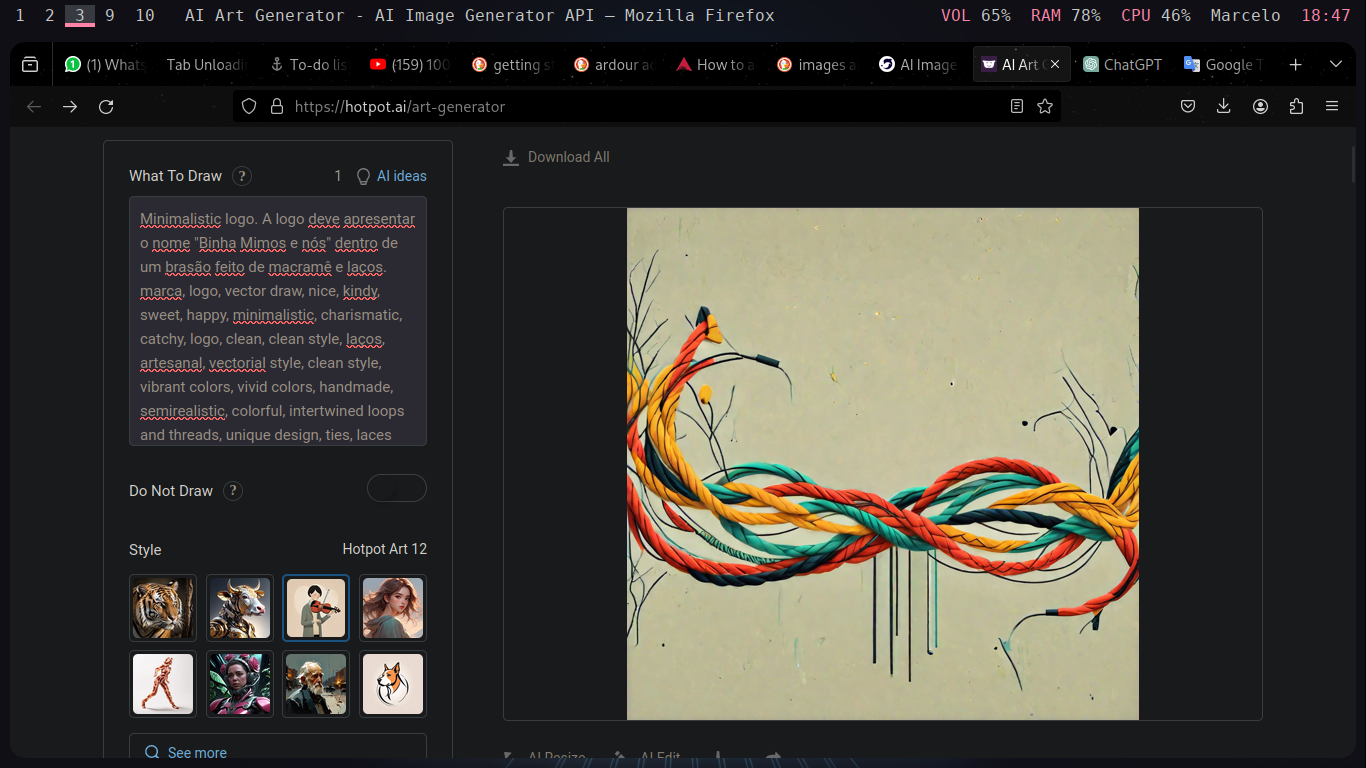 1 2 3 9 10 AI Art Generator - AI Image Generator API — Mozilla Firefox VOL 65% RAM 78% CPU 46% Marcelo 18:47
(1) Whats Tab Unloadi To-do lis (159) 100 getting s ardour a How to a images a AI Image AI Art G ChatGPT Google T
https://hotpot.ai/art-generator
Download All
What To Draw ? 1 AI ideas
Minimalistic logo. A logo deve apresentar
o nome "Binha Mimos e nós" dentro de
um brasão feito de macramê e laços.
marca, logo, vector draw, nice, kindy,
sweet, happy, minimalistic, charismatic,
catchy, logo, clean, clean style, laços,
artesanal, vectorial style, clean style,
vibrant colors, vivid colors, handmade,
semirealistic, colorful, intertwined loops
and threads, unique design, ties, laces
Do Not Draw ?
Style Hotpot Art 12
See more
AI Resize AI Edit